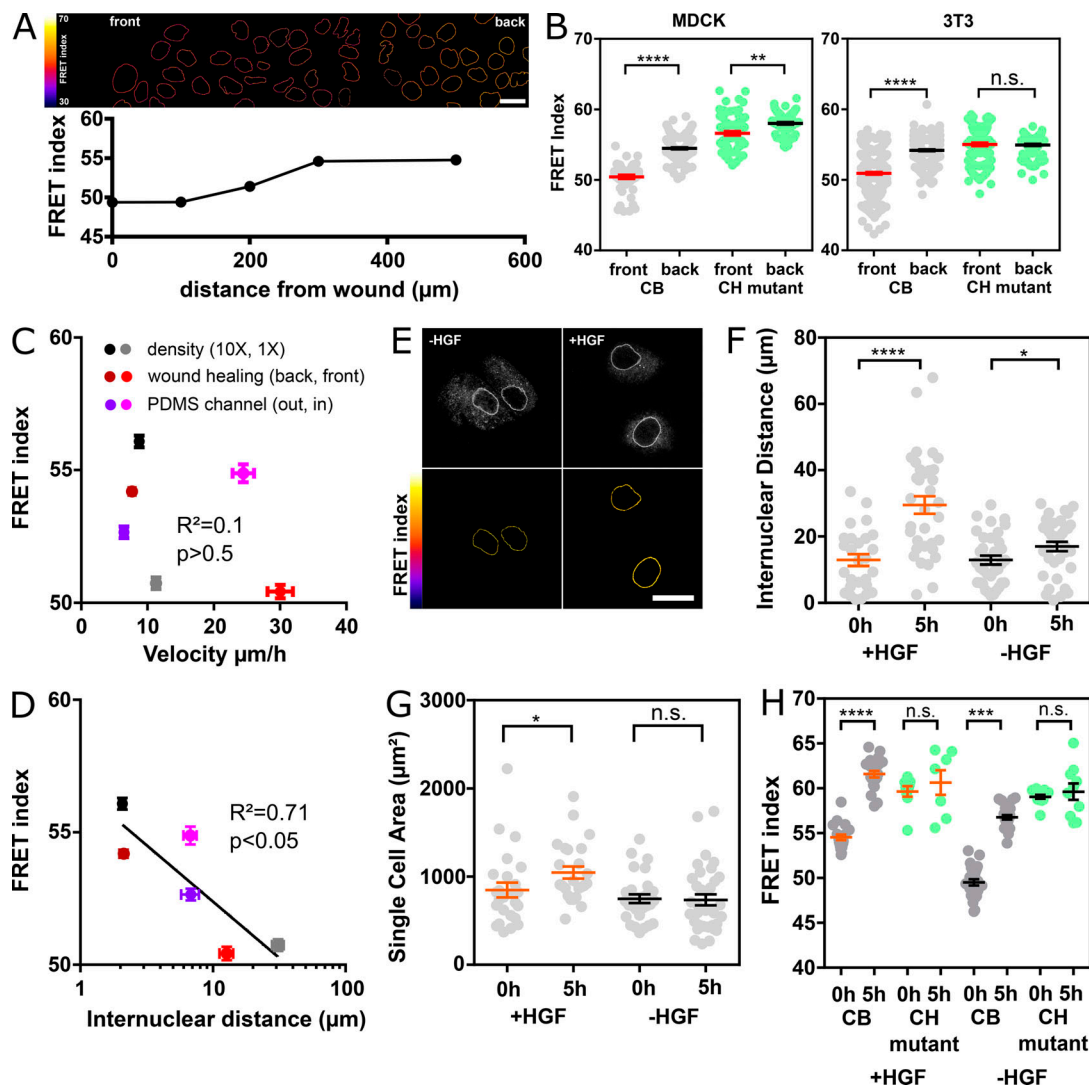 A
70
FRET index
30
front
back
FRET index
60
55
50
45
0
200
400
600
distance from wound (µm)
B
MDCK
3T3
FRET Index
60
50
40
****
**
front back
front back
CB
CH mutant
60
50
40
****
n.s.
front back
front back
CB
CH mutant
C
FRET index
60
55
50
density (10X, 1X)
wound healing (back, front)
PDMS channel (out, in)
R²=0.1
p>0.5
0
10
20
30
40
Velocity µm/h
E
-HGF
+HGF
FRET index
F
Internuclear Distance (µm)
80
60
40
20
0
****
*
0h
5h
0h
5h
+HGF
-HGF
D
FRET index
60
55
50
R²=0.71
p<0.05
1
10
100
Internuclear distance (µm)
G
Single Cell Area (µm²)
3000
2000
1000
0
*
n.s.
0h
5h
0h
5h
+HGF
-HGF
H
FRET index
70
65
60
55
50
45
40
****
n.s.
***
n.s.
0h 5h 0h 5h 0h 5h 0h 5h
CB CH CB CH
mutant mutant
+HGF -HGF